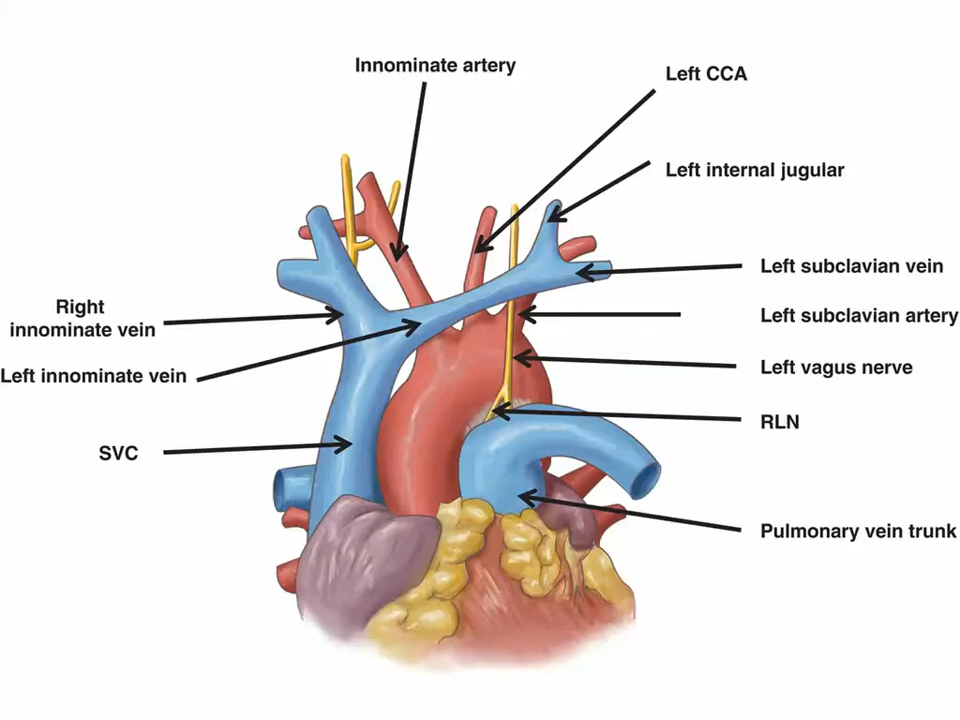 Innominate artery
Left CCA
Left internal jugular
Left subclavian vein
Right
innominate vein
Left subclavian artery
Left vagus nerve
Left innominate vein
RLN
SVC
Pulmonary vein trunk